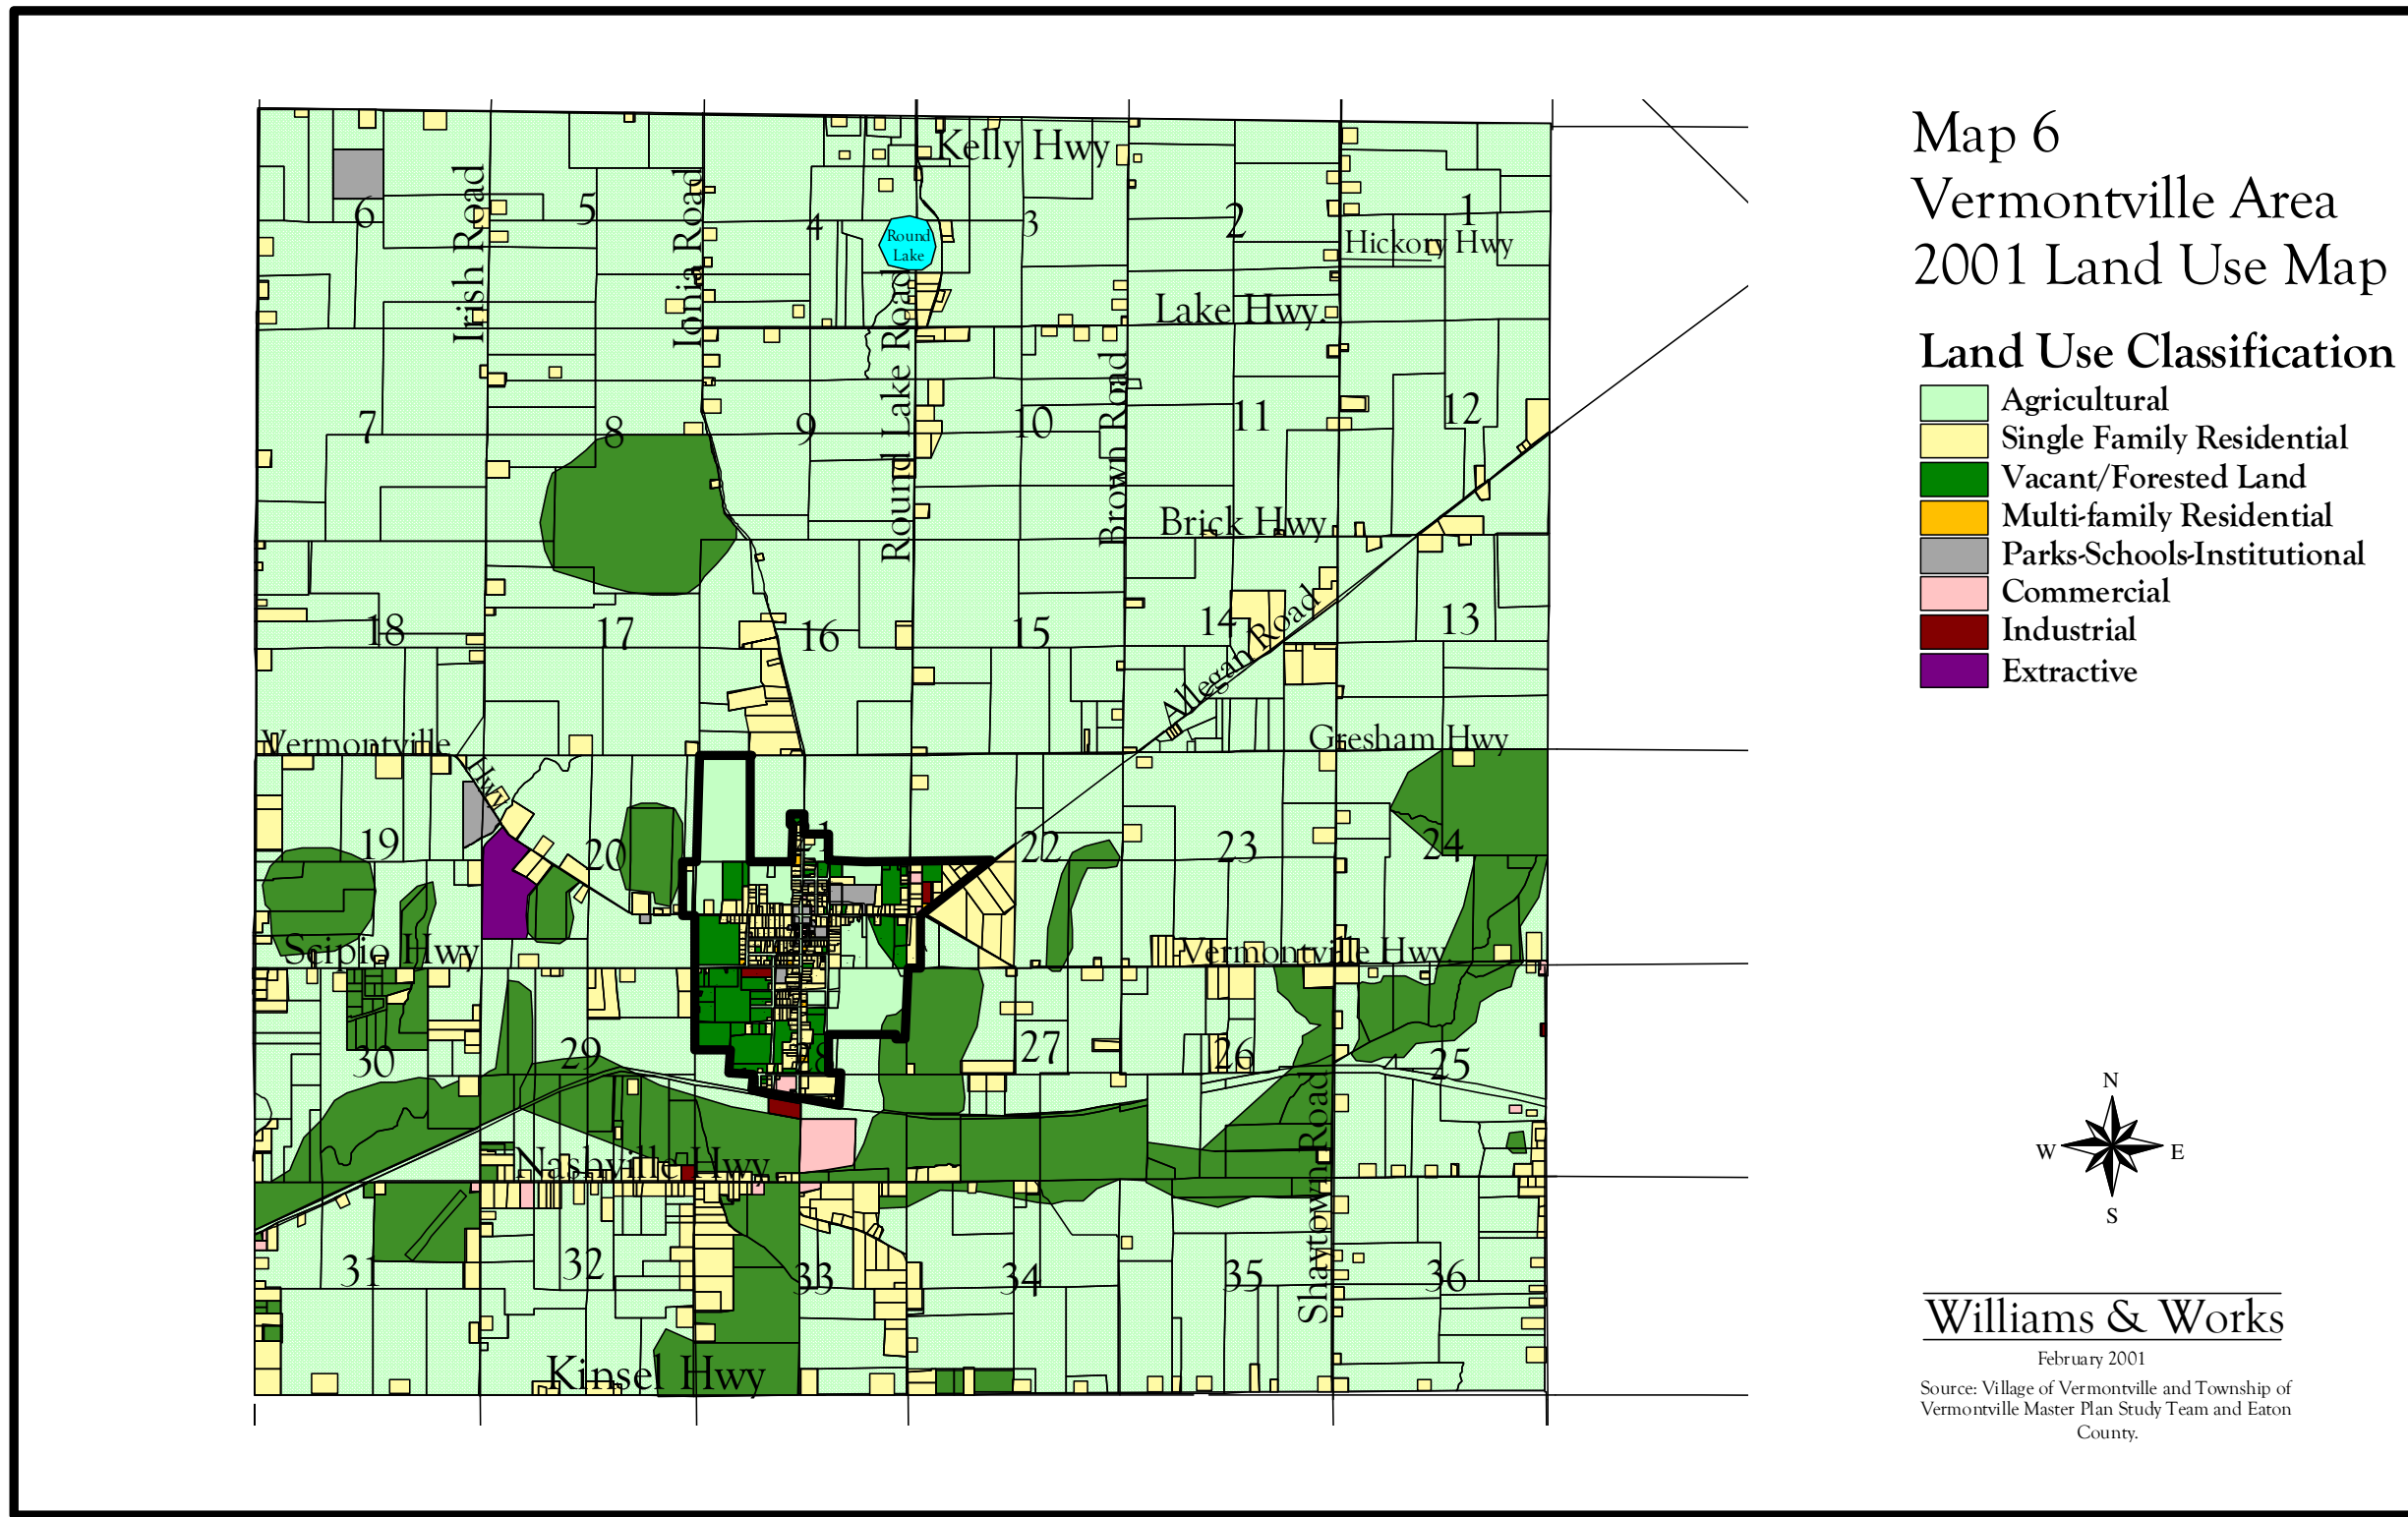 Map 6
Vermontville Area
2001 Land Use Map
Land Use Classification
Agricultural
Single Family Residential
Vacant/Forested Land
Multi-family Residential
Parks-Schools-Institutional
Commercial
Industrial
Extractive
Kelly Hwy
Irish Road
Ionia Road
6
5
4
3
2
1
Round
Lake
Hickory Hwy
Lake Hwy.
Round Lake Road
Brown Road
7
8
9
10
11
12
Brick Hwy
18
17
16
15
14
13
Allegan Road
Vermontville
Hwy
Gresham Hwy
19
20
21
22
23
24
Scipio Hwy
Vermontville Hwy.
30
29
28
27
26
25
Nashville Hwy
Shaytown Road
31
32
33
34
35
36
Kinsel Hwy
N
W
E
S
Williams & Works
February 2001
Source: Village of Vermontville and Township of
Vermontville Master Plan Study Team and Eaton
County.